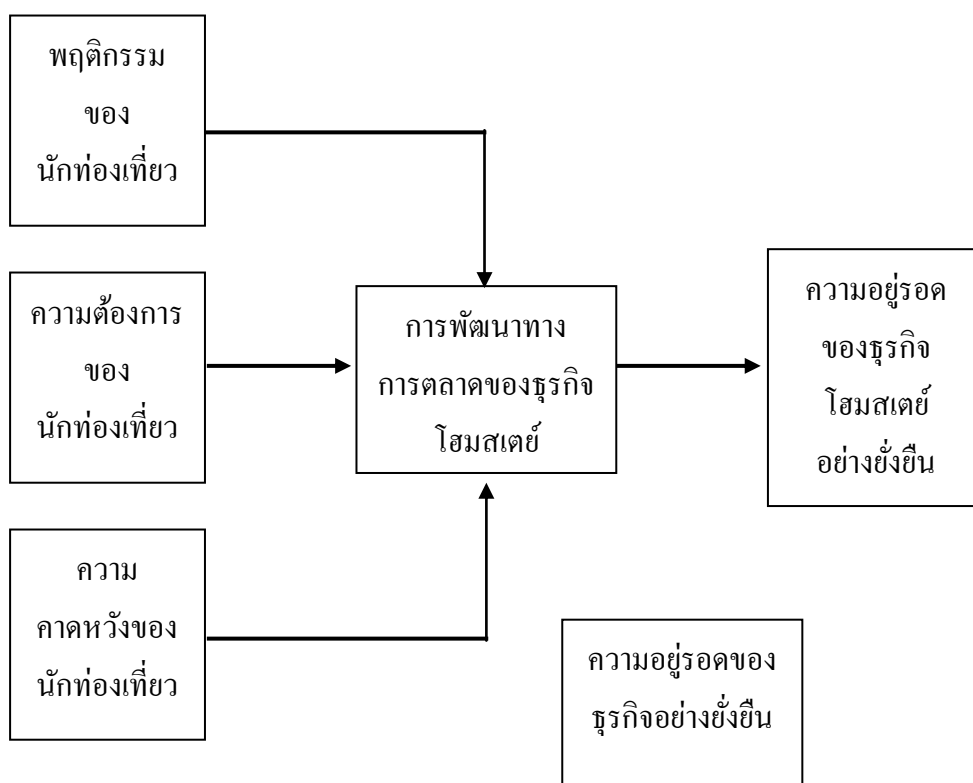 พฤติกรรม
ของ
นักท่องเที่ยว
ความต้องการ
ของ
นักท่องเที่ยว
ความ
คาดหวังของ
นักท่องเที่ยว
การพัฒนาทาง
การตลาดของธุรกิจ
โฮมสเตย์
ความอยู่รอด
ของธุรกิจ
โฮมสเตย์
อย่างยั่งยืน
ความอยู่รอดของ
ธุรกิจอย่างยั่งยืน